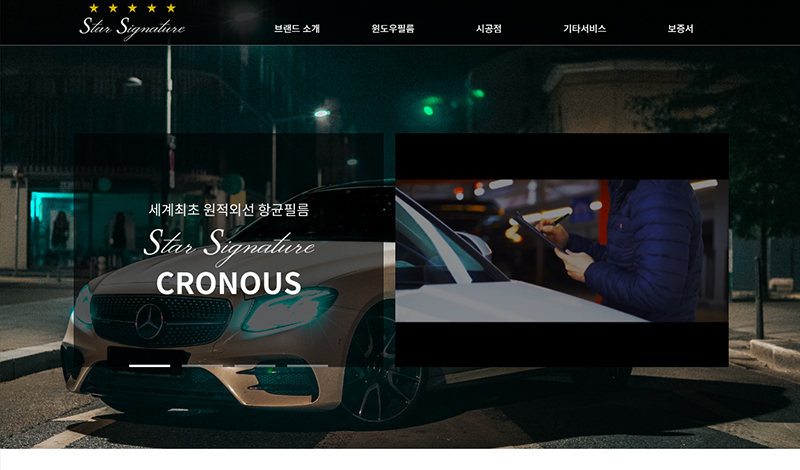 Star Signature
브랜드 소개
윈도우필름
시공점
기타서비스
보증서
세계최초 원적외선 항균필름
Star Signature
CRONOUS